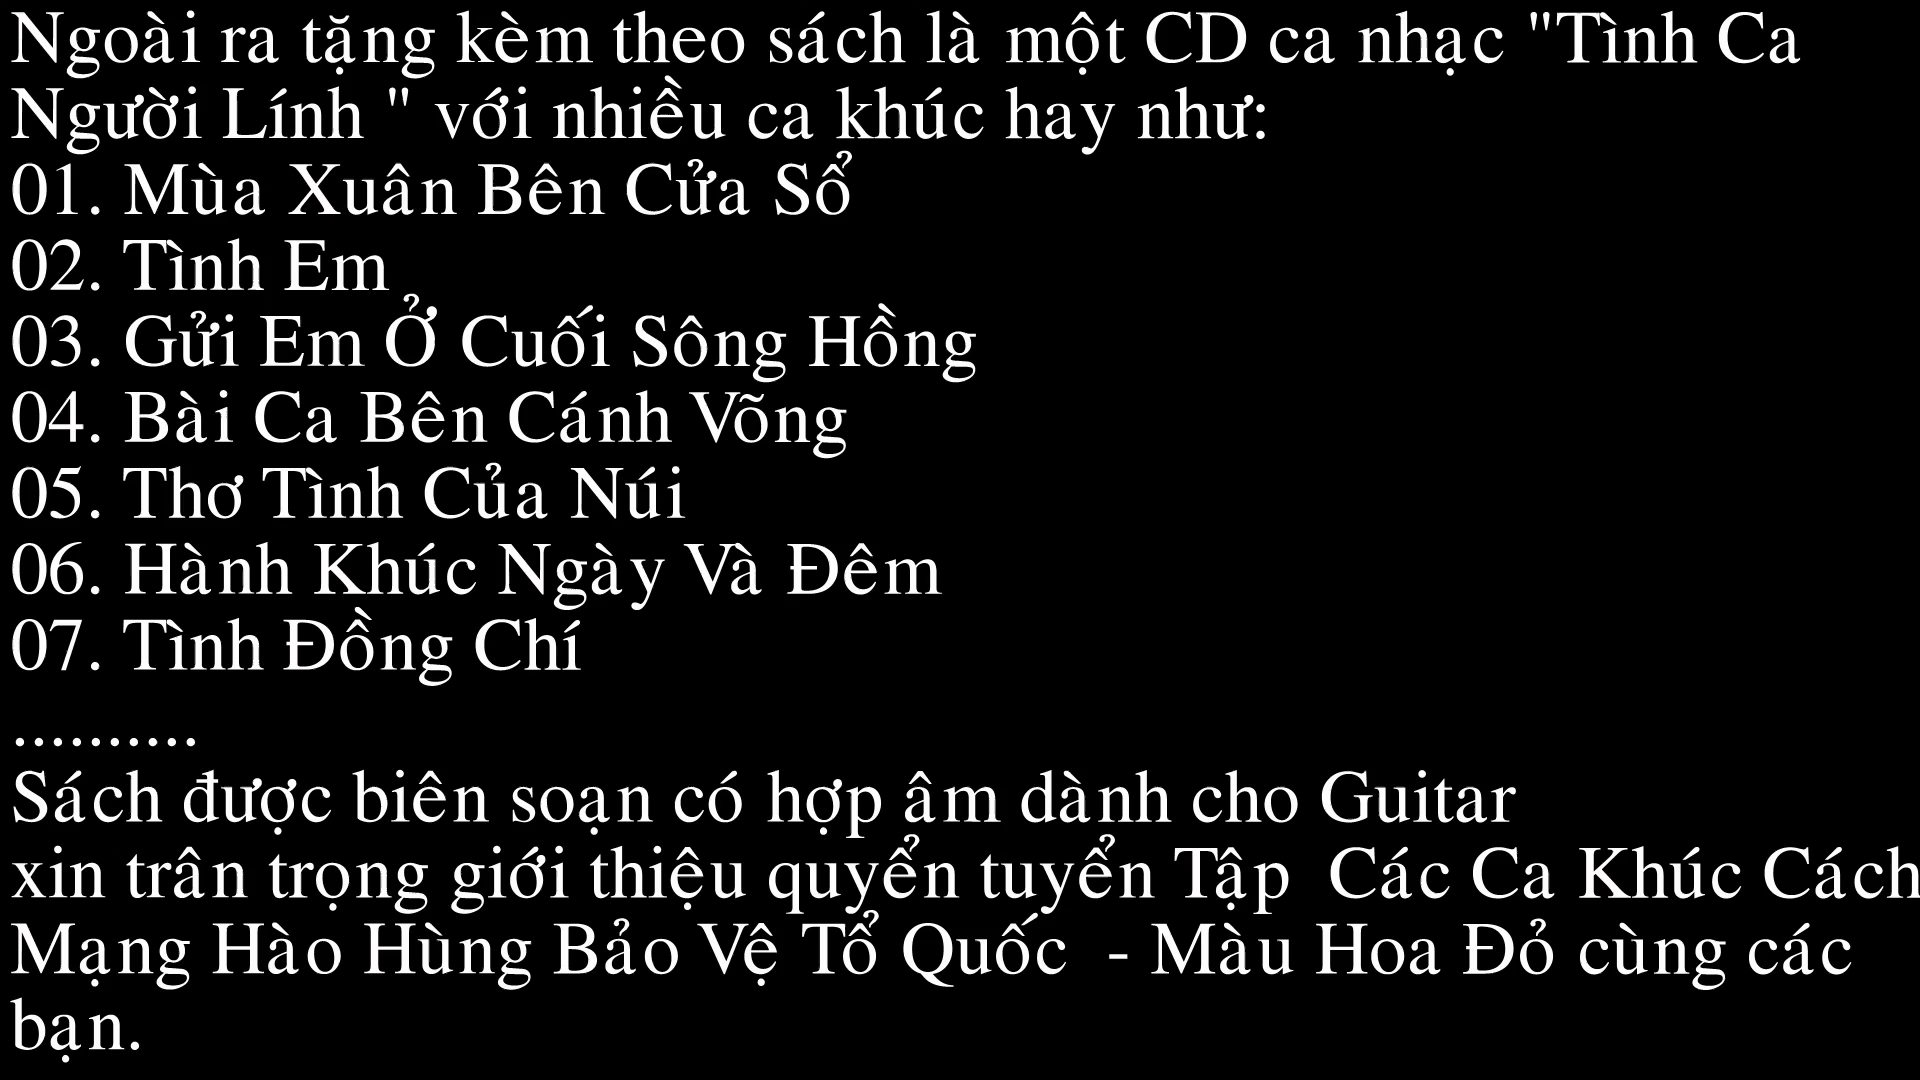 Ngoài ra tặng kèm theo sách là một CD ca nhạc "Tình Ca
Người Lính " với nhiều ca khúc hay như:
01. Mùa Xuân Bên Cửa Sổ
02. Tình Em
03. Gửi Em Ở Cuối Sông Hồng
04. Bài Ca Bên Cánh Võng
05. Thơ Tình Của Núi
06. Hành Khúc Ngày Và Đêm
07. Tình Đồng Chí
..........
Sách được biên soạn có hợp âm dành cho Guitar
xin trân trọng giới thiệu quyển tuyển Tập  Các Ca Khúc Cách
Mạng Hào Hùng Bảo Vệ Tổ Quốc  - Màu Hoa Đỏ cùng các
bạn.